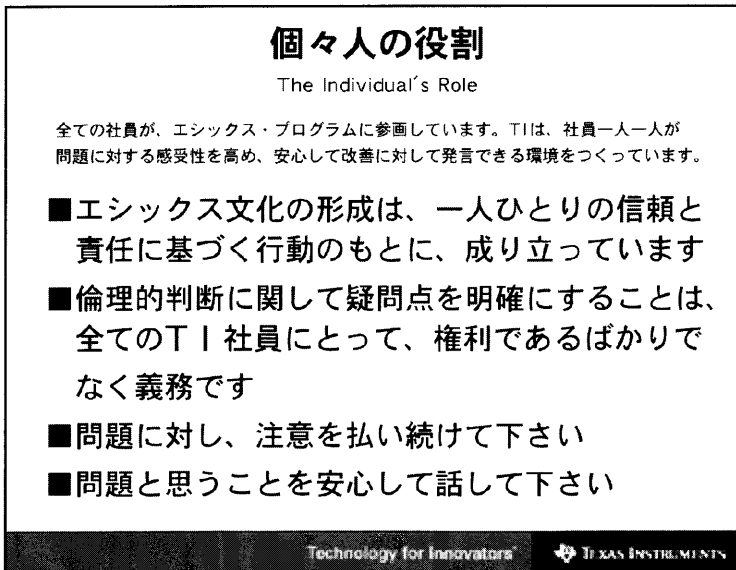 個々人の役割
The Individual's Role
全ての社員が、エシックス・プログラムに参画しています。TIは、社員一人一人が
問題に対する感受性を高め、安心して改善に対して発言できる環境をつくっています。
■エシックス文化の形成は、一人ひとりの信頼と
責任に基づく行動のもとに、成り立っています
■倫理的判断に関して疑問点を明確にすることは、
全てのTI社員にとって、権利であるばかりで
なく義務です
■問題に対し、注意を払い続けて下さい
■問題と思うことを安心して話して下さい
Technology for Innovators TEXAS INSTRUMENTS